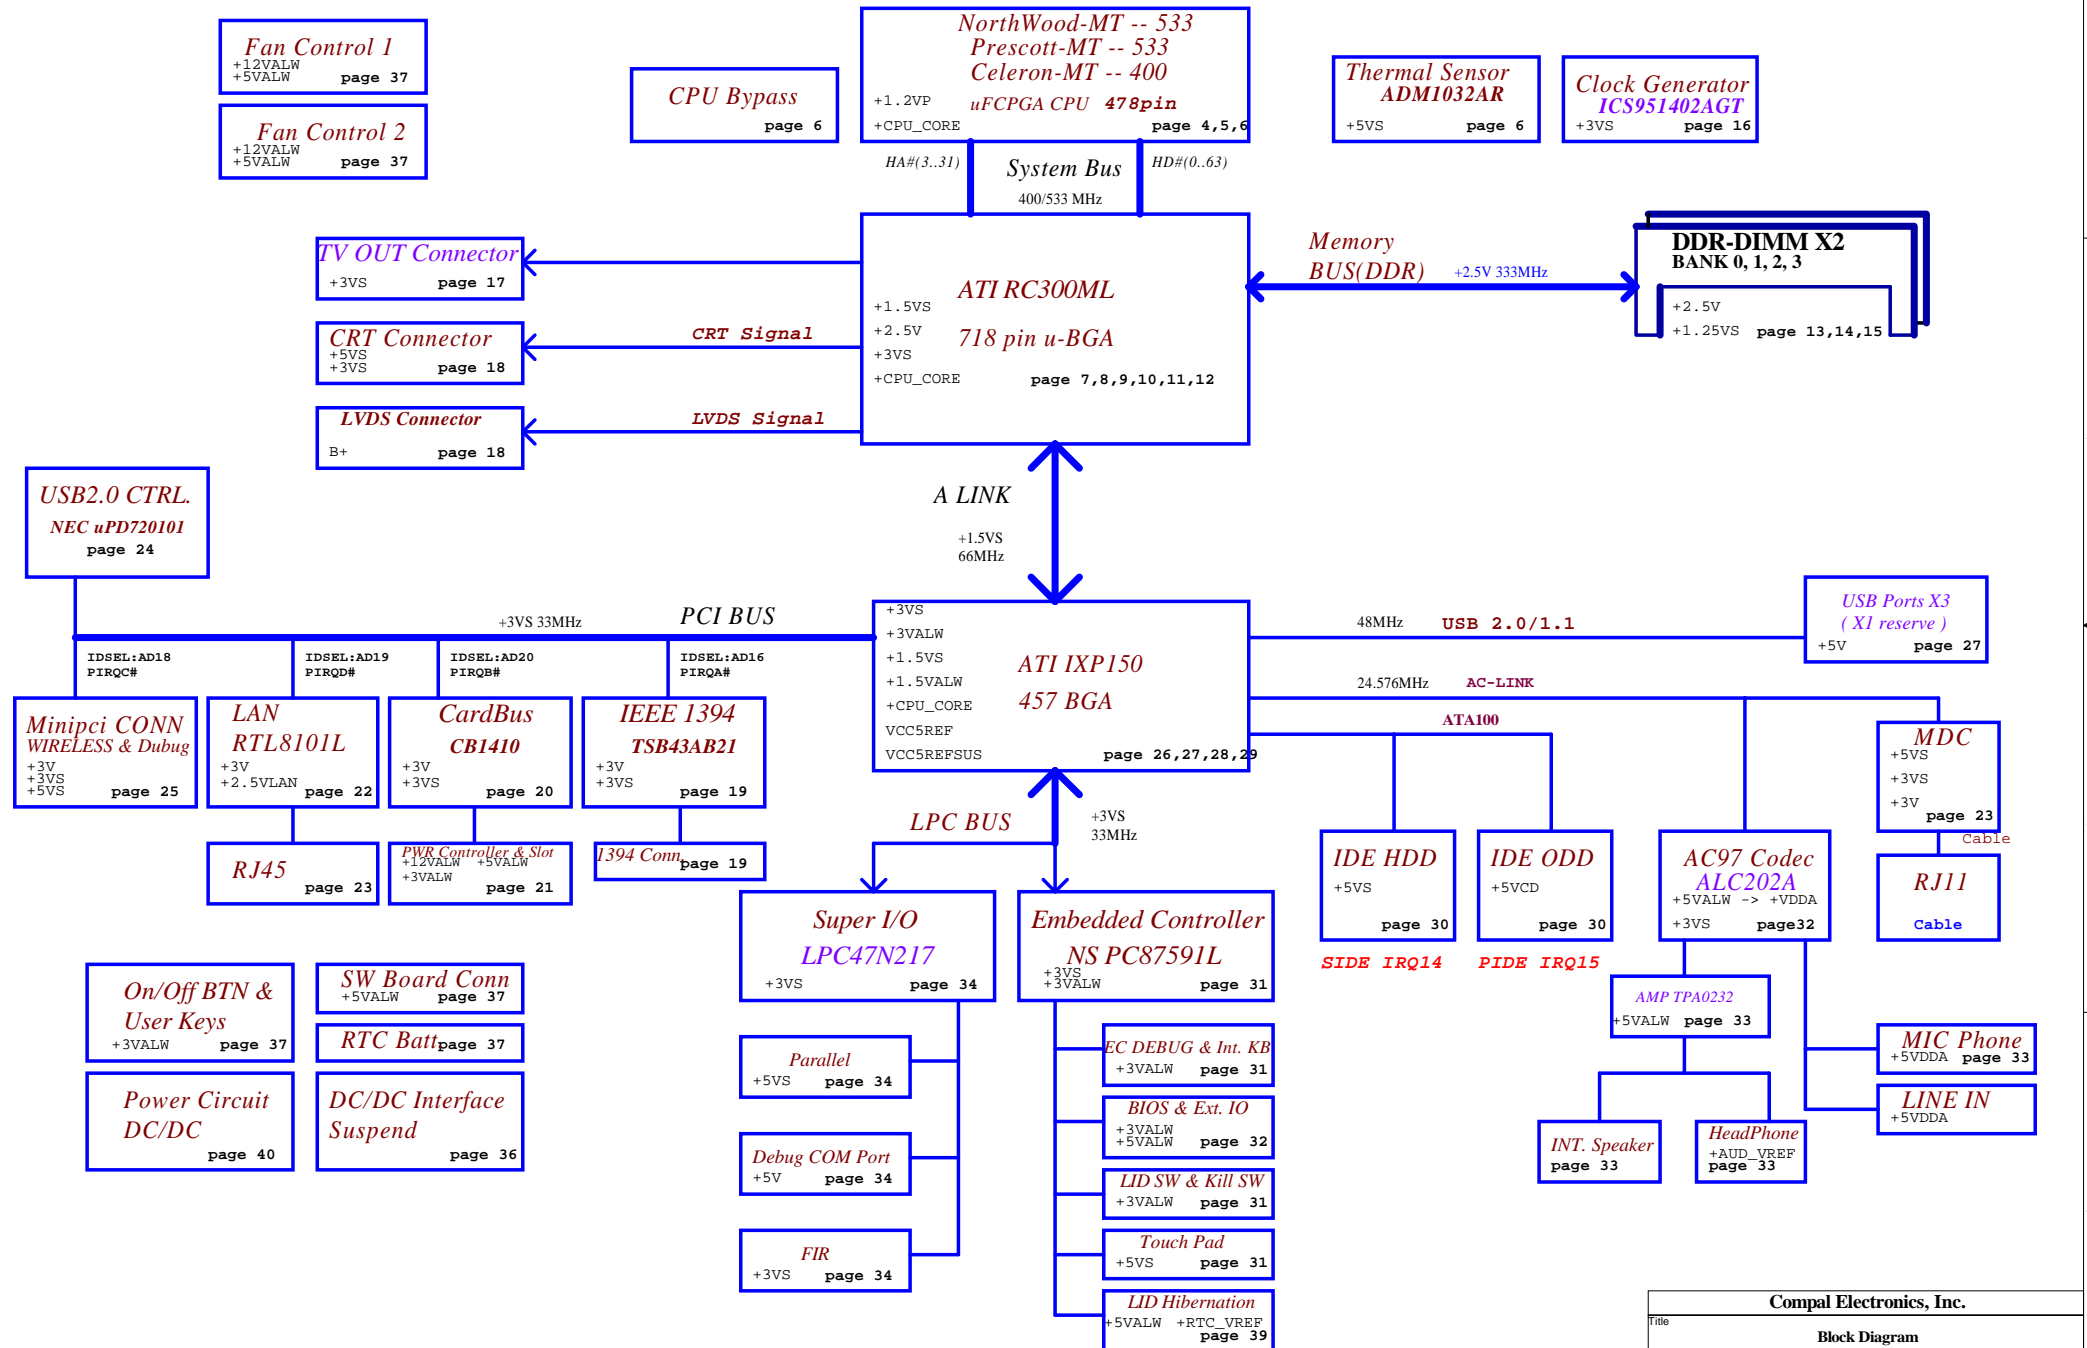 Fan Control 1
+12VALW
+5VALW page 37
Fan Control 2
+12VALW
+5VALW page 37
CPU Bypass
page 6
NorthWood-MT -- 533
Prescott-MT -- 533
Celeron-MT -- 400
+1.2VP uFCPGA CPU 478pin
+CPU_CORE page 4,5,6
Thermal Sensor
ADM1032AR
+5VS page 6
Clock Generator
ICS951402AGT
+3VS page 16
HA#(3..31) System Bus HD#(0..63)
400/533 MHz
TV OUT Connector
+3VS page 17
CRT Connector
+5VS
+3VS page 18
CRT Signal
LVDS Connector
B+ page 18
LVDS Signal
ATI RC300ML
+1.5VS
+2.5V 718 pin u-BGA
+3VS
+CPU_CORE page 7,8,9,10,11,12
Memory
BUS(DDR) +2.5V 333MHz
DDR-DIMM X2
BANK 0, 1, 2, 3
+2.5V
+1.25VS page 13,14,15
A LINK
+1.5VS
66MHz
USB2.0 CTRL.
NEC uPD720101
page 24
+3VS 33MHz PCI BUS
IDSEL:AD18
PIRQC#
IDSEL:AD19
PIRQD#
IDSEL:AD20
PIRQB#
IDSEL:AD16
PIRQA#
Minipci CONN
WIRELESS & Dubug
+3V
+3VS
+5VS page 25
LAN
RTL8101L
+3V
+2.5VLAN page 22
CardBus
CB1410
+3V
+3VS page 20
IEEE 1394
TSB43AB21
+3V
+3VS page 19
RJ45
page 23
PWR Controller & Slot
+12VALW +5VALW
+3VALW page 21
1394 Conn.
page 19
+3VS
+3VALW
+1.5VS
+1.5VALW
+CPU_CORE
VCC5REF
VCC5REFSUS
ATI IXP150
457 BGA
page 26,27,28,29
48MHz USB 2.0/1.1
USB Ports X3
( X1 reserve )
+5V page 27
24.576MHz AC-LINK
ATA100
MDC
+5VS
+3VS
+3V
page 23
Cable
RJ11
Cable
LPC BUS
+3VS
33MHz
Super I/O
LPC47N217
+3VS page 34
Embedded Controller
NS PC87591L
+3VS
+3VALW page 31
IDE HDD
+5VS
page 30
SIDE IRQ14
IDE ODD
+5VCD
page 30
PIDE IRQ15
AC97 Codec
ALC202A
+5VALW -> +VDDA
+3VS page32
AMP TPA0232
+5VALW page 33
MIC Phone
+5VDDA page 33
LINE IN
+5VDDA
INT. Speaker
page 33
HeadPhone
+AUD_VREF
page 33
On/Off BTN &
User Keys
+3VALW page 37
SW Board Conn
+5VALW page 37
RTC Batt.
page 37
Power Circuit
DC/DC
page 40
DC/DC Interface
Suspend
page 36
Parallel
+5VS page 34
Debug COM Port
+5V page 34
FIR
+3VS page 34
EC DEBUG & Int. KB
+3VALW page 31
BIOS & Ext. IO
+3VALW
+5VALW page 32
LID SW & Kill SW
+3VALW page 31
Touch Pad
+5VS page 31
LID Hibernation
+5VALW +RTC_VREF
page 39
Compal Electronics, Inc.
Title
Block Diagram